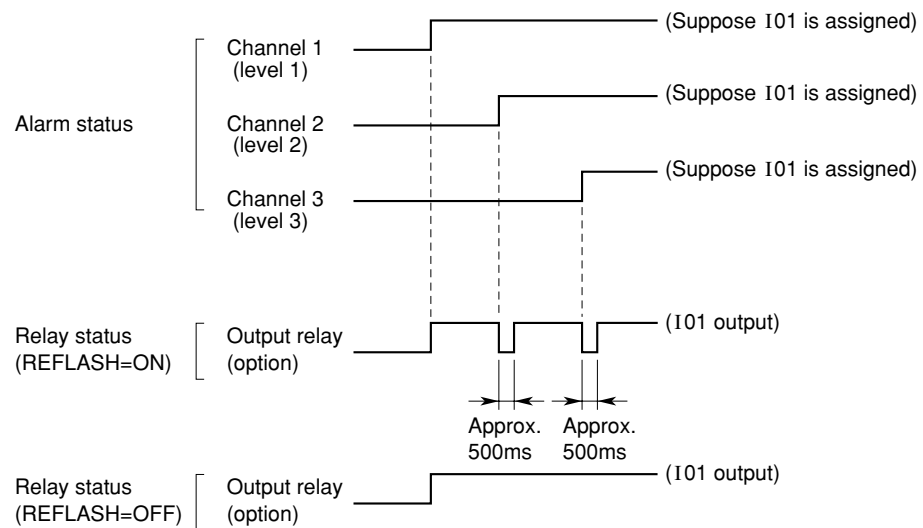 (Suppose I01 is assigned)
Channel 1
(level 1)
(Suppose I01 is assigned)
Alarm status
Channel 2
(level 2)
(Suppose I01 is assigned)
Channel 3
(level 3)
Relay status
(REFLASH=ON)
Output relay
(option)
(I01 output)
Approx.
500ms
Approx.
500ms
Relay status
(REFLASH=OFF)
Output relay
(option)
(I01 output)